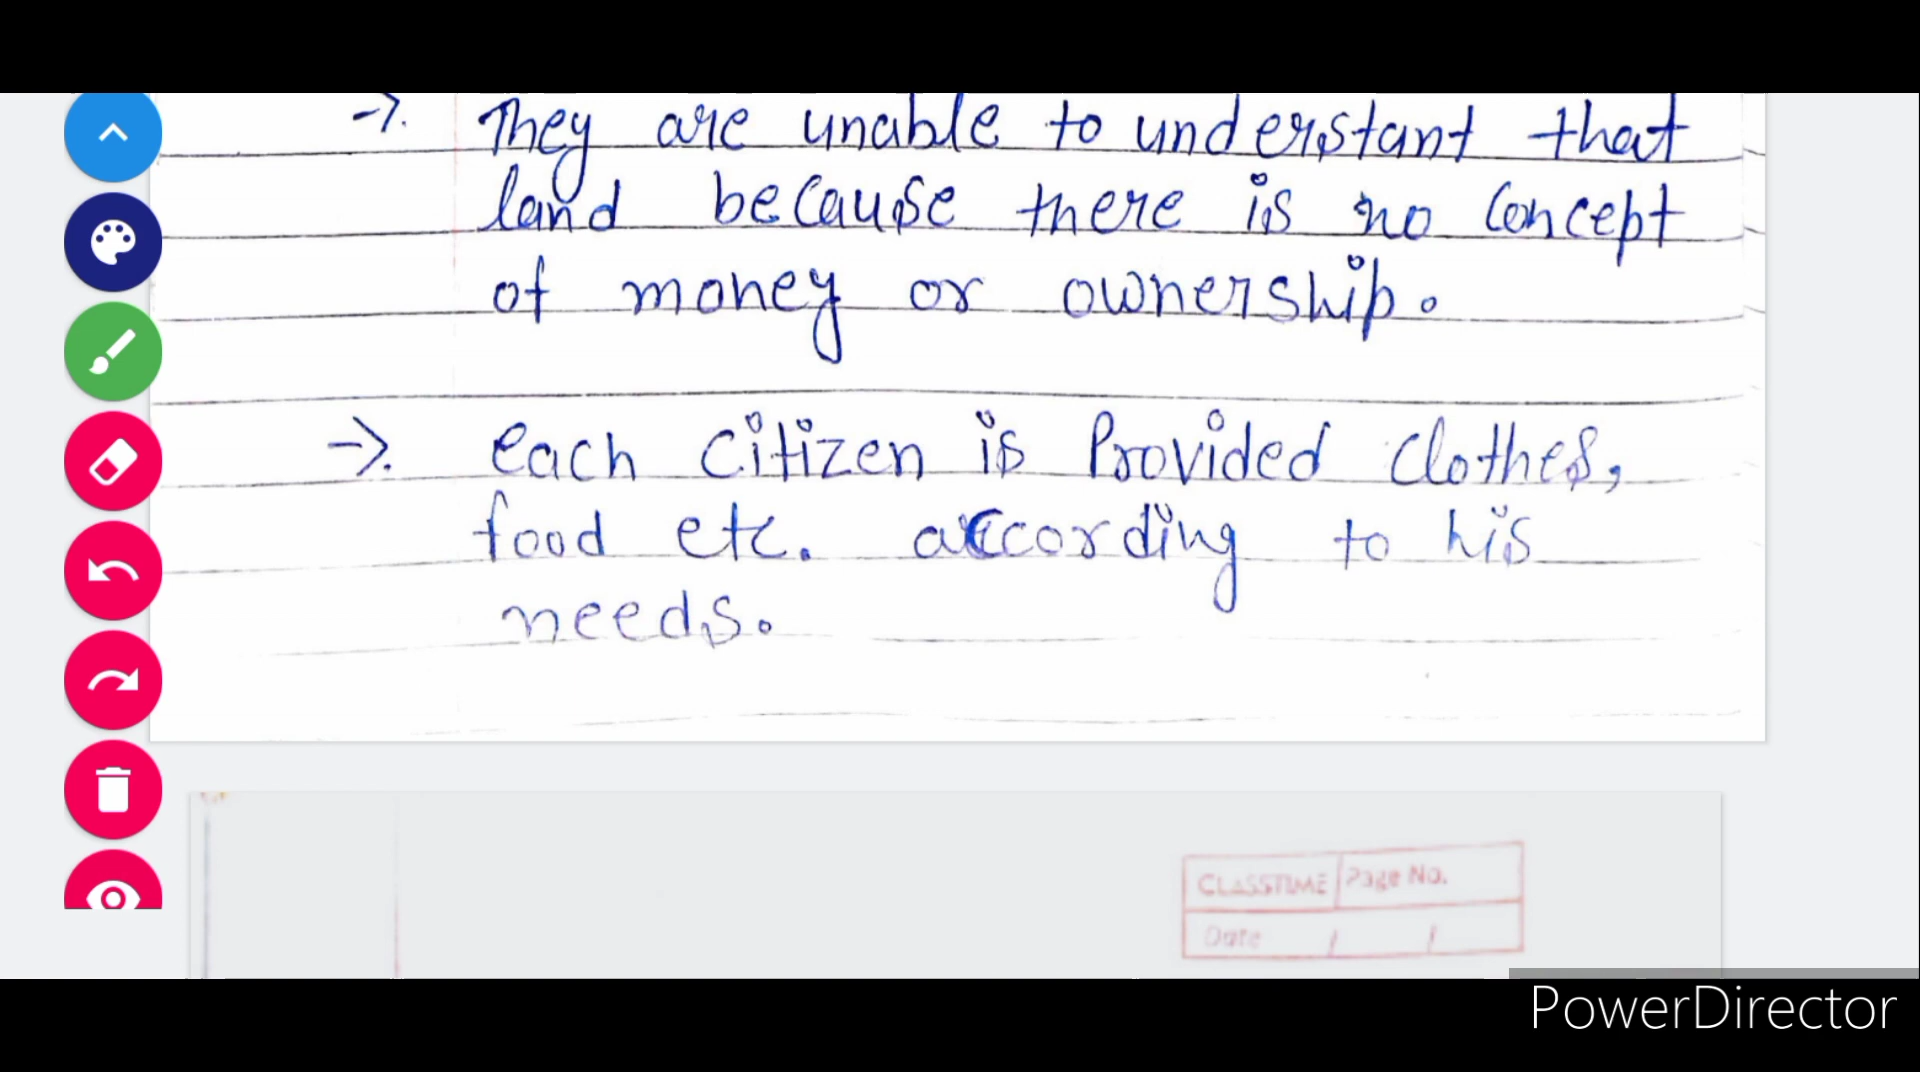 →. They are unable to understant that
land because there is no concept
of money or ownership.
→. each citizen is Provided clothes,
food etc. according to his
needs.
CLASSTIME Page No.
Date / /
PowerDirector